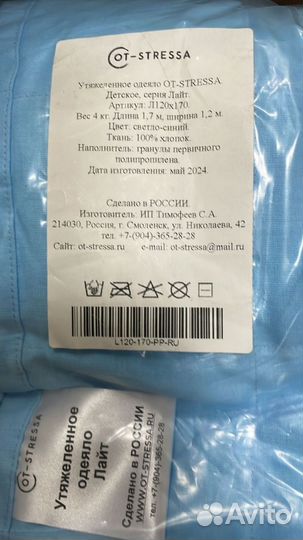 OT-STRESSA
Утяжеленное одеяло OT-STRESSA.
Детское, серия Лайт.
Артикул: Л120х170.
Вес 4 кг. Длина 1,7 м, ширина 1,2 м.
Цвет: светло-синий.
Ткань: 100% хлопок.
Наполнитель: гранулы первичного
полипропилена.
Дата изготовления: май 2024.
Сделано в РОССИИ
Изготовитель: ИП Тимофеев С.А.
214030, Россия, г. Смоленск, ул. Николаева, 42
тел. +7-(904)-365-28-28
Сайт: ot-stressa.ru e-mail: ot-stressa@mail.ru
L120-170-PP-RU
OT-STRESSA
Утяжеленное
одеяло
Лайт
Сделано в РОССИИ
WWW.OT-STRESSA.RU
тел. +7-(904)-365-28-28
Avito